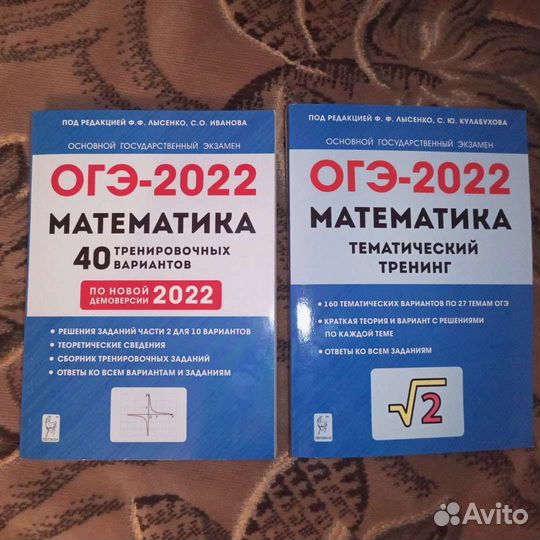 ПОД РЕДАКЦИЕЙ Ф.Ф. ЛЫСЕНКО, С.О. ИВАНОВА
ОСНОВНОЙ ГОСУДАРСТВЕННЫЙ ЭКЗАМЕН
ОГЭ-2022
МАТЕМАТИКА
40 ТРЕНИРОВОЧНЫХ
ВАРИАНТОВ
ПО НОВОЙ
ДЕМОВЕРСИИ 2022
• РЕШЕНИЯ ЗАДАНИЙ ЧАСТИ 2 ДЛЯ 10 ВАРИАНТОВ
• ТЕОРЕТИЧЕСКИЕ СВЕДЕНИЯ
• СБОРНИК ТРЕНИРОВОЧНЫХ ЗАДАНИЙ
• ОТВЕТЫ КО ВСЕМ ВАРИАНТАМ И ЗАДАНИЯМ
ПОД РЕДАКЦИЕЙ Ф. Ф. ЛЫСЕНКО, С. Ю. КУЛАБУХОВА
ОСНОВНОЙ ГОСУДАРСТВЕННЫЙ ЭКЗАМЕН
ОГЭ-2022
МАТЕМАТИКА
ТЕМАТИЧЕСКИЙ
ТРЕНИНГ
• 160 ТЕМАТИЧЕСКИХ ВАРИАНТОВ ПО 27 ТЕМАМ ОГЭ
• КРАТКАЯ ТЕОРИЯ И ВАРИАНТ С РЕШЕНИЯМИ
ПО КАЖДОЙ ТЕМЕ
• ОТВЕТЫ КО ВСЕМ ЗАДАНИЯМ
√2
Avito